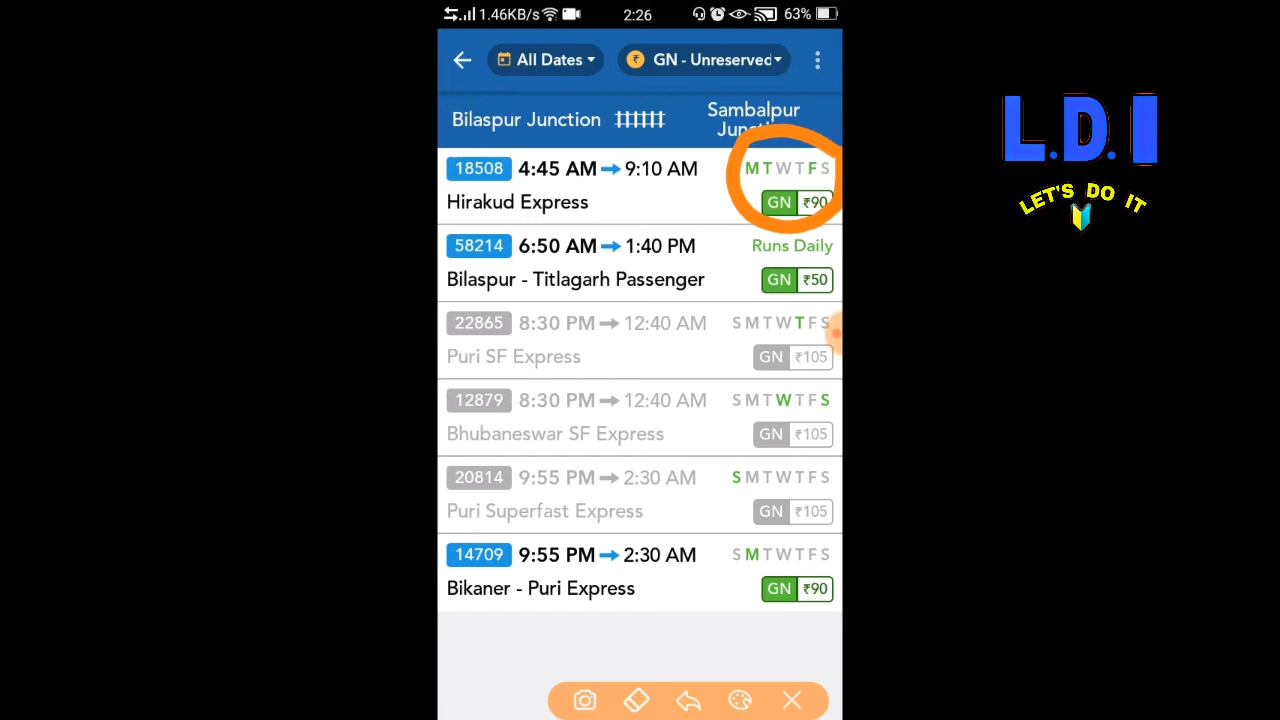 1.46KB/s 2:26 63%
All Dates GN - Unreserved
Bilaspur Junction Sambalpur
18508 4:45 AM 9:10 AM M T W T F S
Hirakud Express GN ₹90
58214 6:50 AM 1:40 PM Runs Daily
Bilaspur - Titlagarh Passenger GN ₹50
22865 8:30 PM 12:40 AM S M T W T F S
Puri SF Express GN ₹105
12879 8:30 PM 12:40 AM S M T W T F S
Bhubaneswar SF Express GN ₹105
20814 9:55 PM 2:30 AM S M T W T F S
Puri Superfast Express GN ₹105
14709 9:55 PM 2:30 AM S M T W T F S
Bikaner - Puri Express GN ₹90
L.D.I
LET'S DO IT